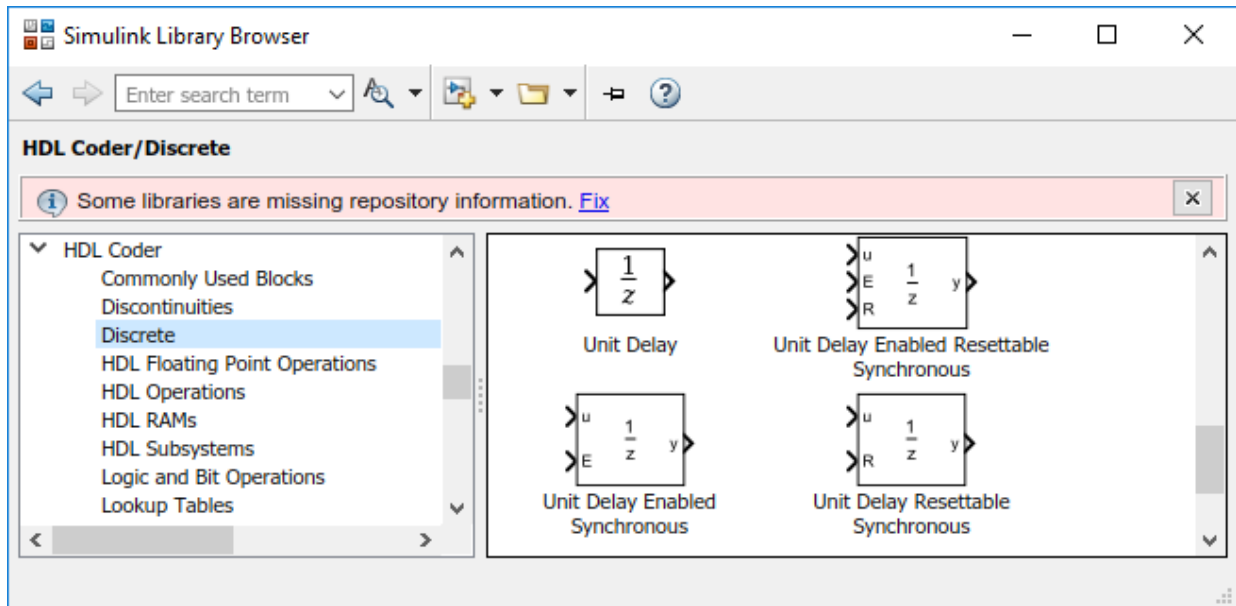 Simulink Library Browser
Enter search term
HDL Coder/Discrete
Some libraries are missing repository information. Fix
HDL Coder
Commonly Used Blocks
Discontinuities
Discrete
HDL Floating Point Operations
HDL Operations
HDL RAMs
HDL Subsystems
Logic and Bit Operations
Lookup Tables
1
z
Unit Delay
u
E
R
1
z
y
Unit Delay Enabled Resettable
Synchronous
u
E
1
z
y
Unit Delay Enabled
Synchronous
u
R
1
z
y
Unit Delay Resettable
Synchronous